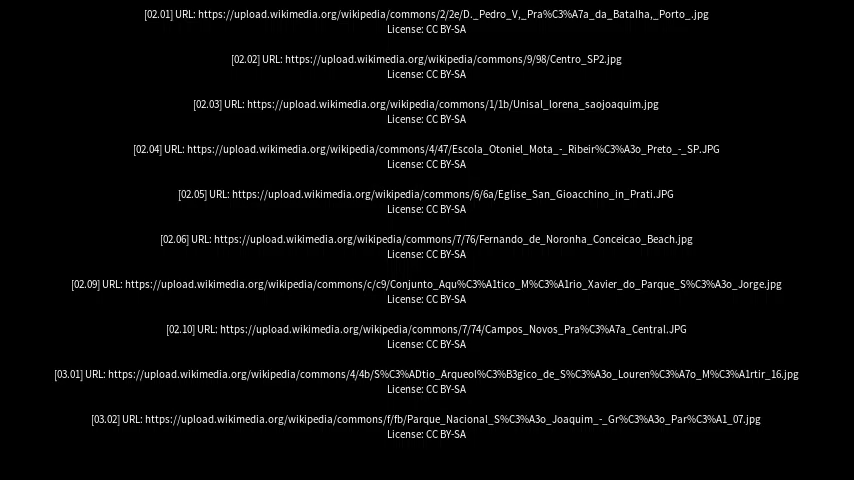 [02.01] URL: https://upload.wikimedia.org/wikipedia/commons/2/2e/D._Pedro_V,_Pra%C3%A7a_da_Batalha,_Porto_.jpg
License: CC BY-SA
[02.02] URL: https://upload.wikimedia.org/wikipedia/commons/9/98/Centro_SP2.jpg
License: CC BY-SA
[02.03] URL: https://upload.wikimedia.org/wikipedia/commons/1/1b/Unisal_lorena_saojoaquim.jpg
License: CC BY-SA
[02.04] URL: https://upload.wikimedia.org/wikipedia/commons/4/47/Escola_Otoniel_Mota_-_Ribeir%C3%A3o_Preto_-_SP.JPG
License: CC BY-SA
[02.05] URL: https://upload.wikimedia.org/wikipedia/commons/6/6a/Eglise_San_Gioacchino_in_Prati.JPG
License: CC BY-SA
[02.06] URL: https://upload.wikimedia.org/wikipedia/commons/7/76/Fernando_de_Noronha_Conceicao_Beach.jpg
License: CC BY-SA
[02.09] URL: https://upload.wikimedia.org/wikipedia/commons/c/c9/Conjunto_Aqu%C3%A1tico_M%C3%A1rio_Xavier_do_Parque_S%C3%A3o_Jorge.jpg
License: CC BY-SA
[02.10] URL: https://upload.wikimedia.org/wikipedia/commons/7/74/Campos_Novos_Pra%C3%A7a_Central.JPG
License: CC BY-SA
[03.01] URL: https://upload.wikimedia.org/wikipedia/commons/4/4b/S%C3%ADtio_Arqueol%C3%B3gico_de_S%C3%A3o_Louren%C3%A7o_M%C3%A1rtir_16.jpg
License: CC BY-SA
[03.02] URL: https://upload.wikimedia.org/wikipedia/commons/f/fb/Parque_Nacional_S%C3%A3o_Joaquim_-_Gr%C3%A3o_Par%C3%A1_07.jpg
License: CC BY-SA